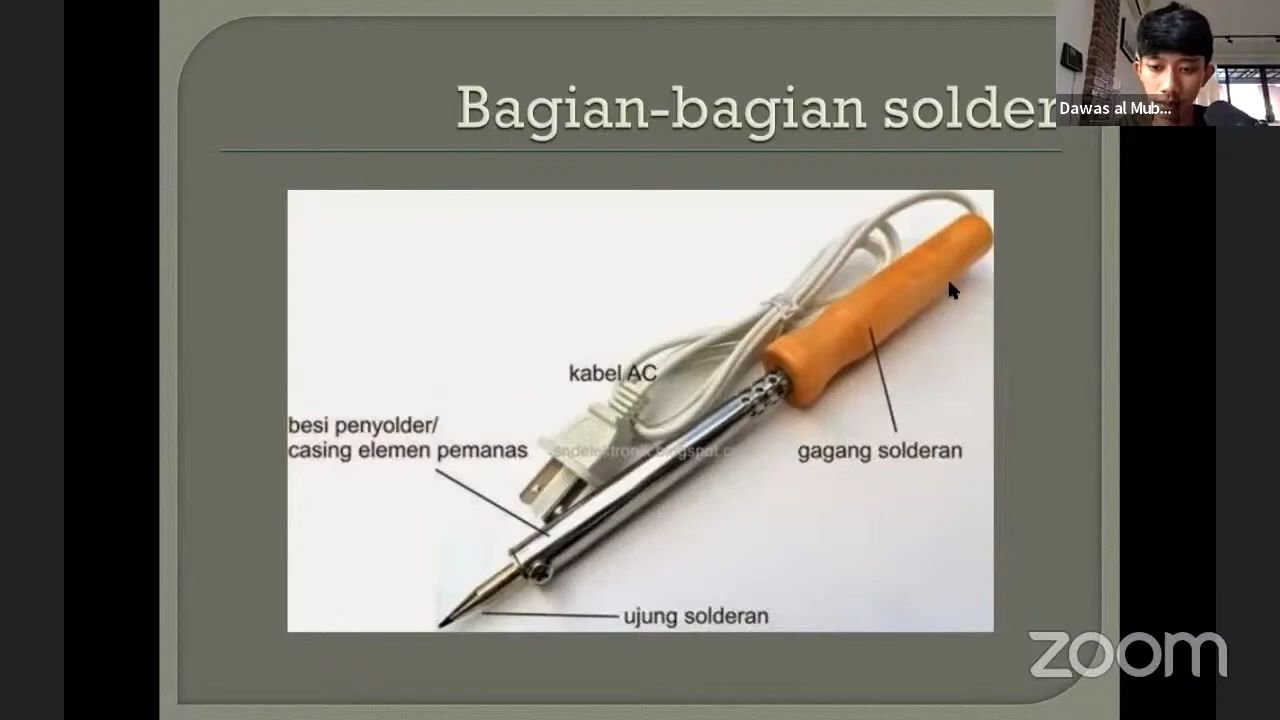 Bagian-bagian solder
Dawas al Mub...
kabel AC
besi penyolder/
casing elemen pemanas
gagang solderan
ujung solderan
zoom